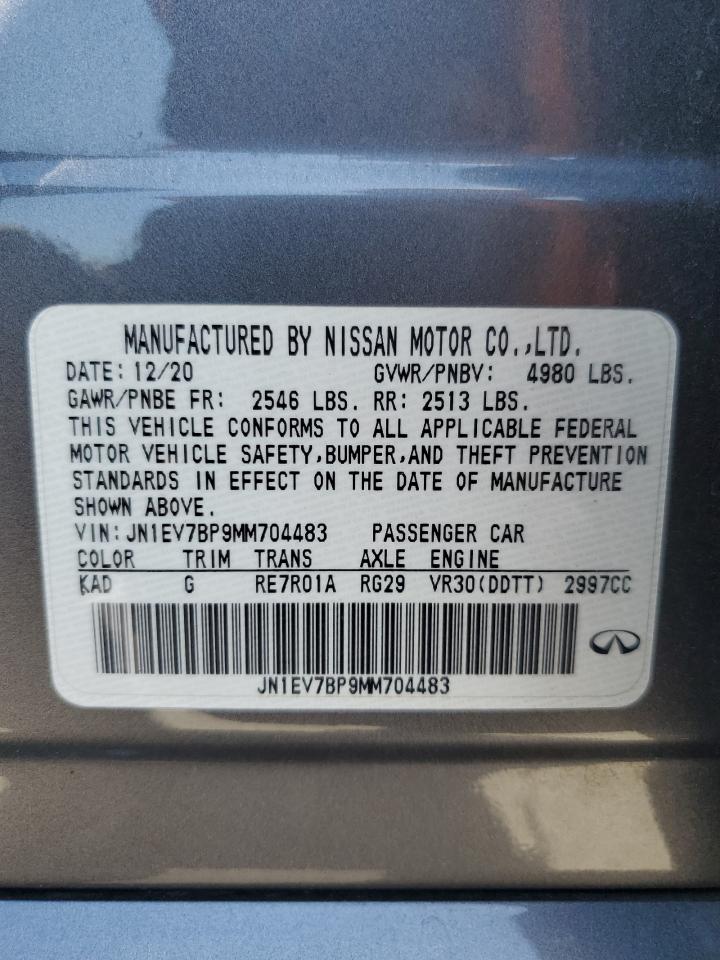 MANUFACTURED BY NISSAN MOTOR CO.,LTD.
DATE: 12/20 GVWR/PNBV: 4980 LBS.
GAWR/PNBE FR: 2546 LBS. RR: 2513 LBS.
THIS VEHICLE CONFORMS TO ALL APPLICABLE FEDERAL
MOTOR VEHICLE SAFETY,BUMPER,AND THEFT PREVENTION
STANDARDS IN EFFECT ON THE DATE OF MANUFACTURE
SHOWN ABOVE.
VIN: JN1EV7BP9MM704483 PASSENGER CAR
COLOR TRIM TRANS AXLE ENGINE
KAD G RE7R01A RG29 VR30(DDTT) 2997CC
JN1EV7BP9MM704483